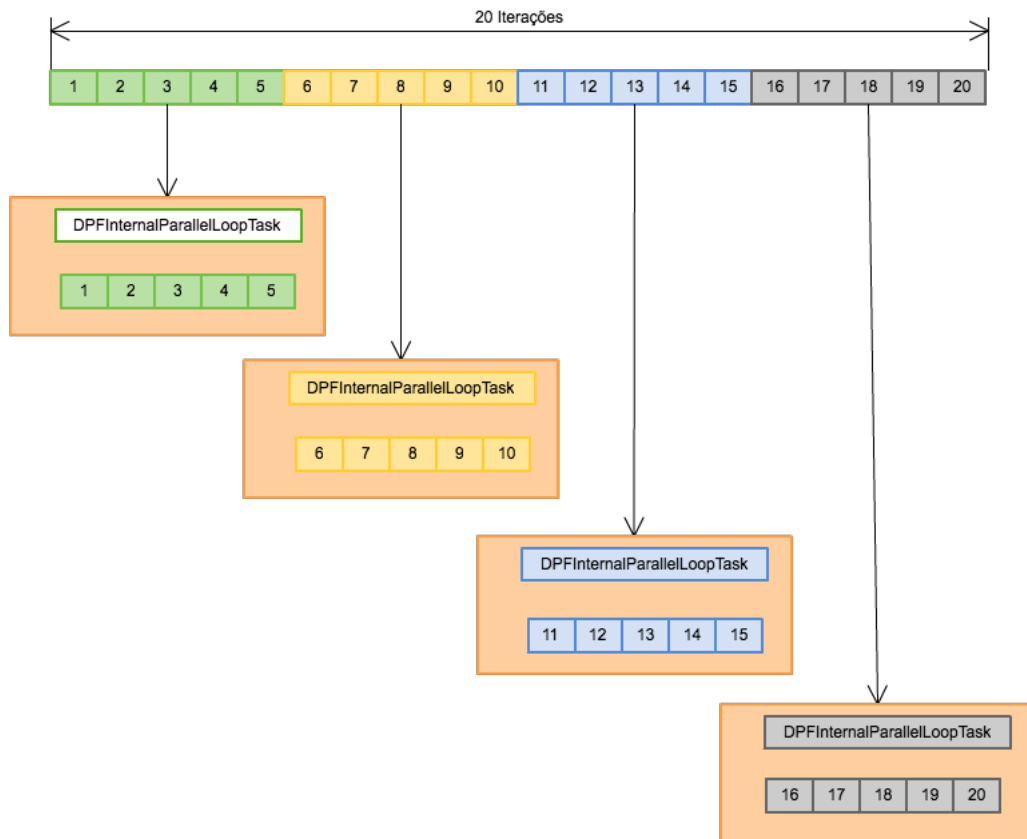 20 Iterações
1 2 3 4 5 6 7 8 9 10 11 12 13 14 15 16 17 18 19 20
DPFInternalParallelLoopTask
1 2 3 4 5
DPFInternalParallelLoopTask
6 7 8 9 10
DPFInternalParallelLoopTask
11 12 13 14 15
DPFInternalParallelLoopTask
16 17 18 19 20